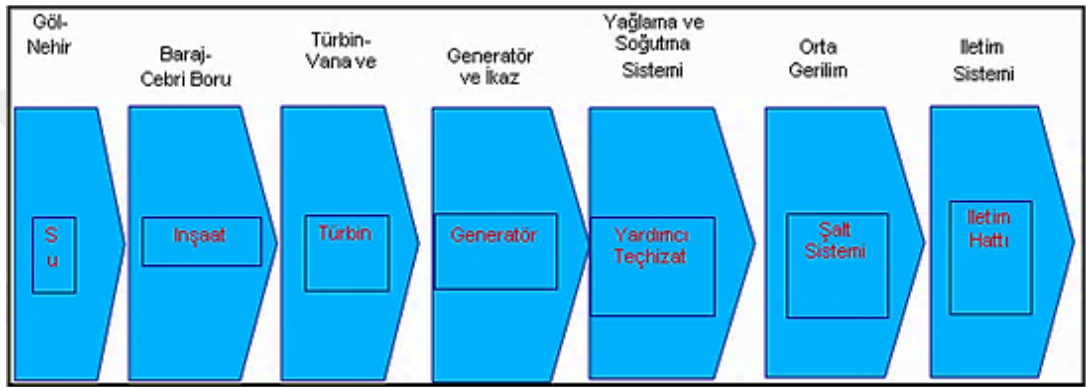 Göl-
Nehir
Baraj-
Cebri Boru
Türbin-
Vana ve
Generatör
ve İkaz
Yağlama ve
Soğutma
Sistemi
Orta
Gerilim
Iletim
Sistemi
S
u
Inşaat
Türbin
Generatör
Yardımcı
Teçhizat
Şalt
Sistemi
Iletim
Hattı